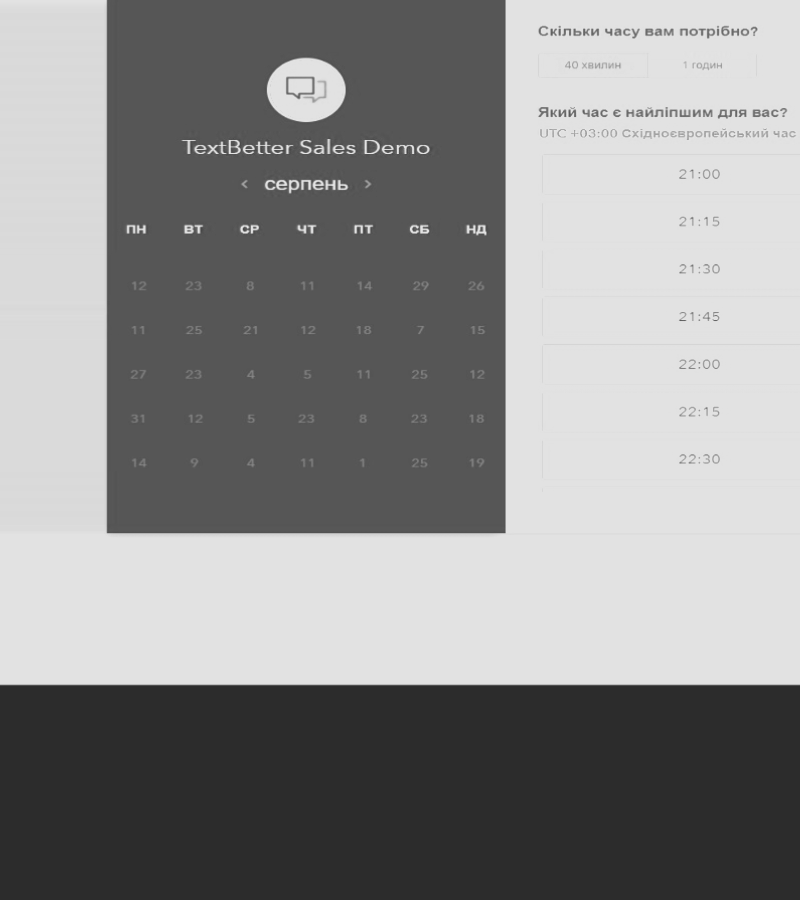 TextBetter Sales Demo
< серпень >
ПН ВТ СР ЧТ ПТ СБ НД
12 23 8 11 14 29 26
11 25 21 12 18 7 15
27 23 4 5 11 25 12
31 12 5 23 8 23 18
14 9 4 11 1 25 19
Скільки часу вам потрібно?
40 хвилин 1 годин
Який час є найліпшим для вас?
UTC +03:00 Східноєвропейський час
21:00
21:15
21:30
21:45
22:00
22:15
22:30